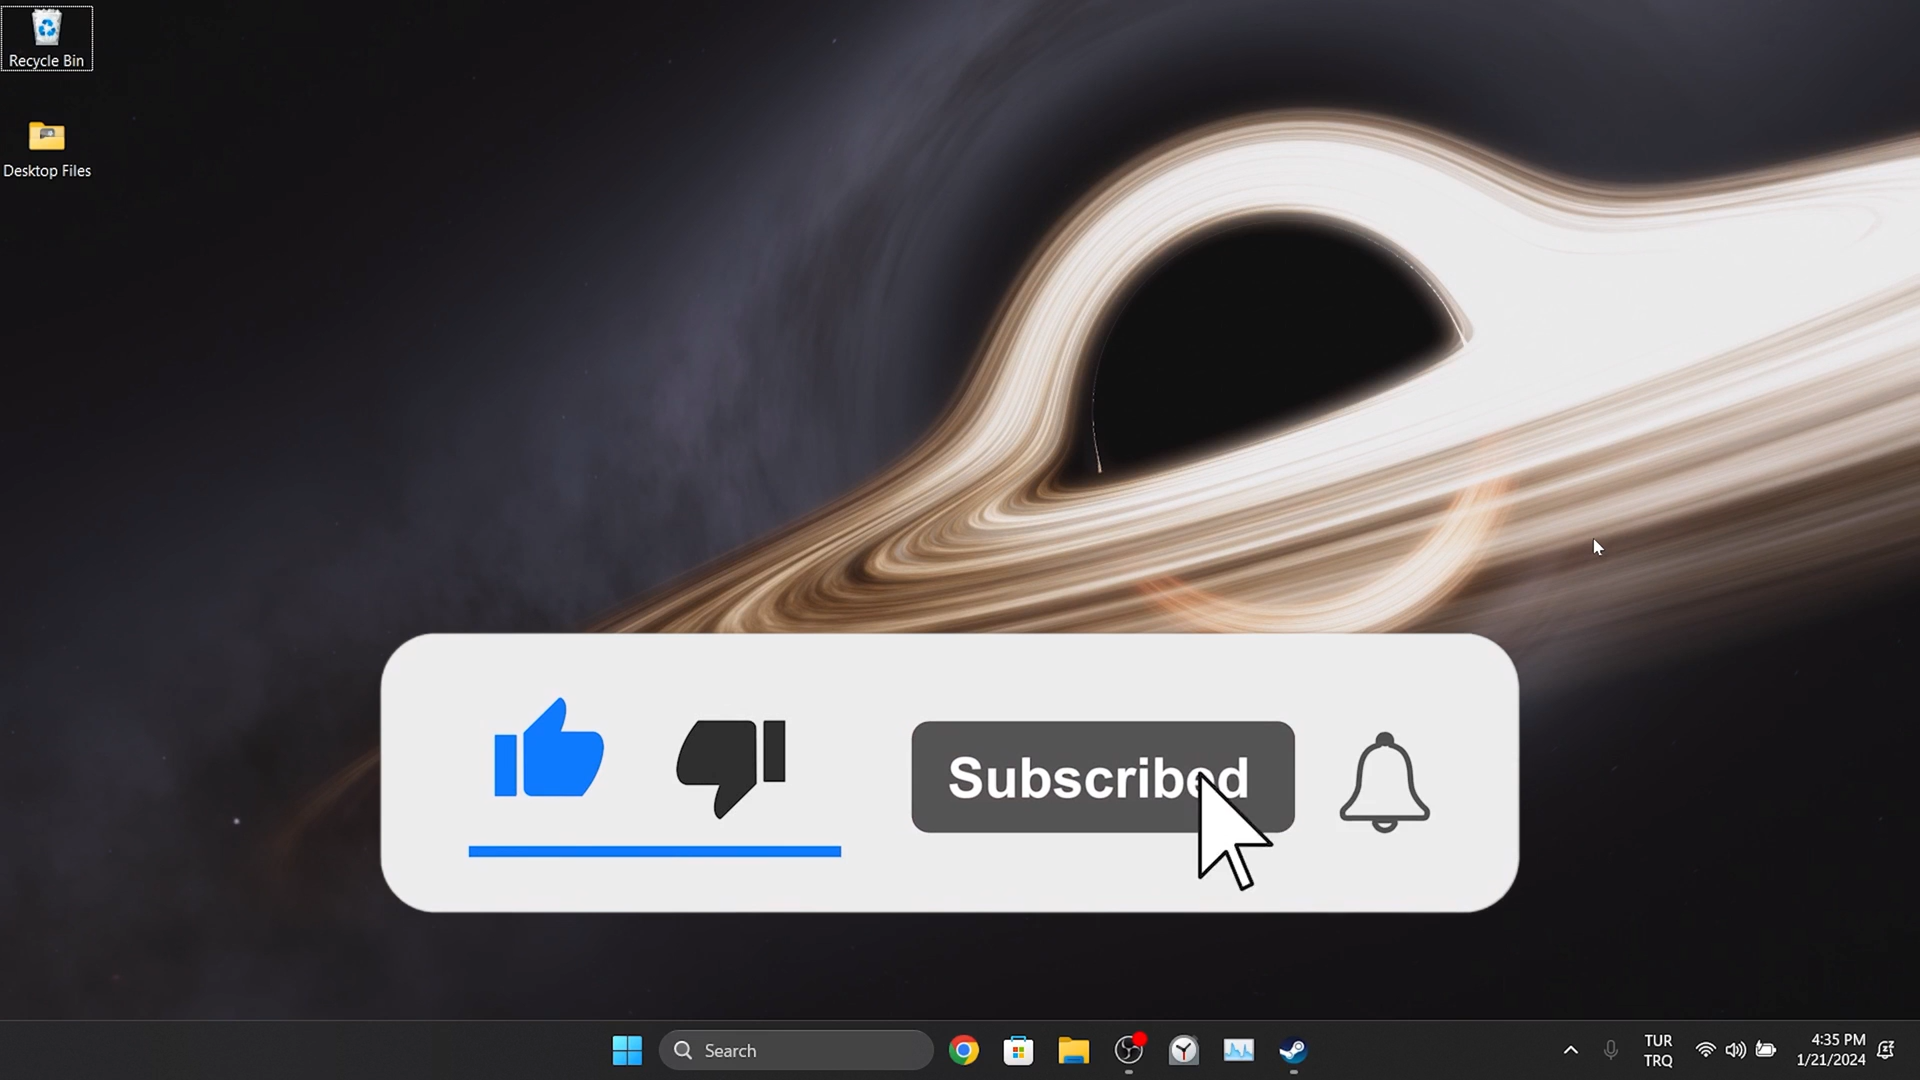 Recycle Bin
Desktop Files
Subscribed
Search
TUR
TRQ
4:35 PM
1/21/2024